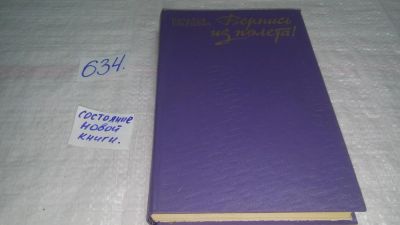 634.
состояние
новой
книги.
Вернись
из полета!